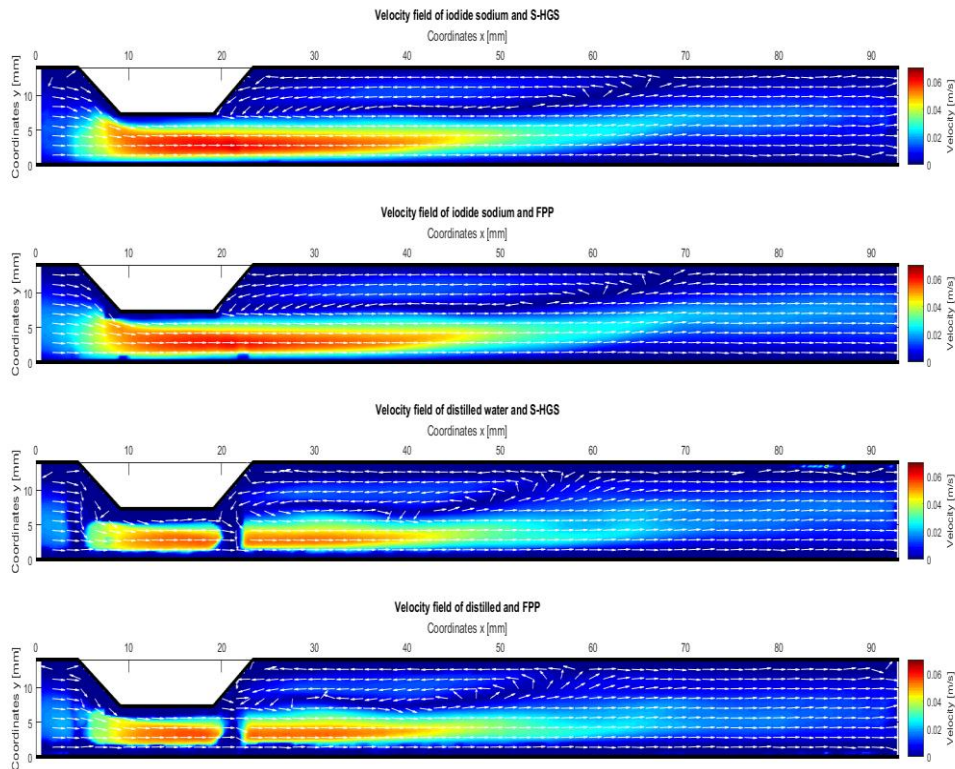 Velocity field of iodide sodium and S-HGS
Coordinates x [mm]
0 10 20 30 40 50 60 70 80 90
Coordinates y [mm]
10
5
0
0.06
0.04
0.02
0
Velocity [m/s]
Velocity field of iodide sodium and FPP
Coordinates x [mm]
0 10 20 30 40 50 60 70 80 90
Coordinates y [mm]
10
5
0
0.06
0.04
0.02
0
Velocity [m/s]
Velocity field of distilled water and S-HGS
Coordinates x [mm]
0 10 20 30 40 50 60 70 80 90
Coordinates y [mm]
10
5
0
0.06
0.04
0.02
0
Velocity [m/s]
Velocity field of distilled and FPP
Coordinates x [mm]
0 10 20 30 40 50 60 70 80 90
Coordinates y [mm]
10
5
0
0.06
0.04
0.02
0
Velocity [m/s]